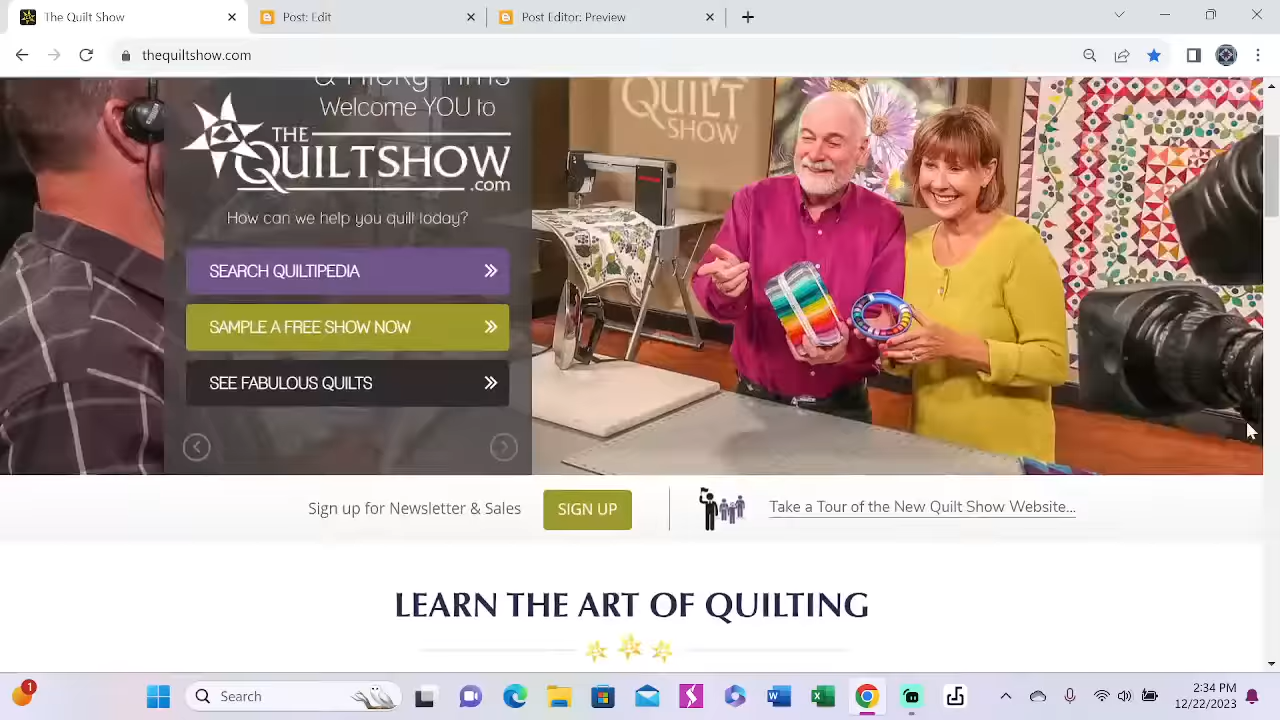 The Quilt Show
Post: Edit
Post Editor: Preview
thequiltshow.com
Welcome YOU to
THE
QUILTSHOW
.com
How can we help you quilt today?
SEARCH QUILTIPEDIA
SAMPLE A FREE SHOW NOW
SEE FABULOUS QUILTS
QUILT
SHOW
Sign up for Newsletter & Sales
SIGN UP
Take a Tour of the New Quilt Show Website...
LEARN THE ART OF QUILTING
1
Search
2:34 PM
12/22/2023